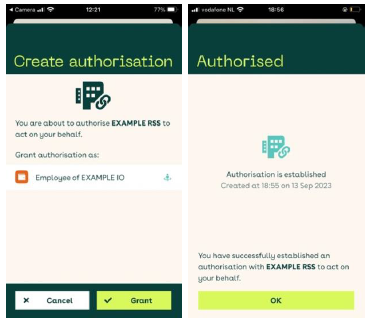 Camera
12:21
77%
Create authorisation
You are about to authorise EXAMPLE RSS to
act on your behalf.
Grant authorisation as:
Employee of EXAMPLE IO
Cancel
Grant
vodafone NL
18:56
Authorised
Authorisation is established
Created at 18:55 on 13 Sep 2023
You have successfully established an
authorisation with EXAMPLE RSS to act on
your behalf.
OK